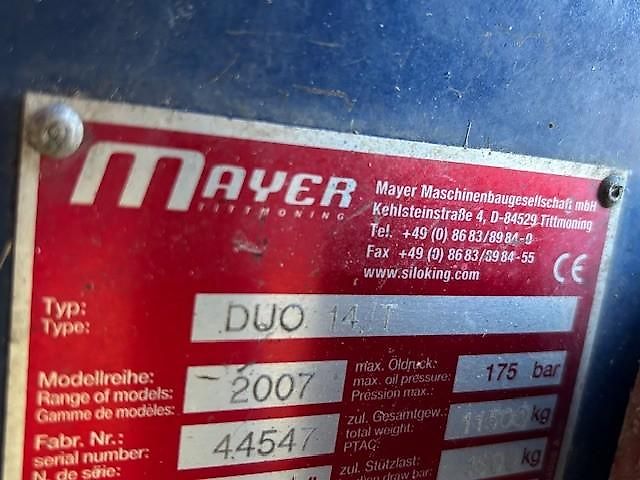 MAYER
TITTMONING
Mayer Maschinenbaugesellschaft mbH
Kehlsteinstraße 4, D-84529 Tittmoning
Tel. +49 (0) 86 83/89 84-0
Fax +49 (0) 86 83/89 84-55
www.siloking.com
CE
Typ:
Type:
DUO 14 T
Modellreihe:
Range of models:
Gamme de modèles:
2007
max. Öldruck:
max. oil pressure:
Pression max.:
175 bar
Fabr. Nr.:
serial number:
N. de série:
44547
zul. Gesamtgew.:
total weight:
PTAC:
kg
zul. Stützlast:
draw bar:
kg